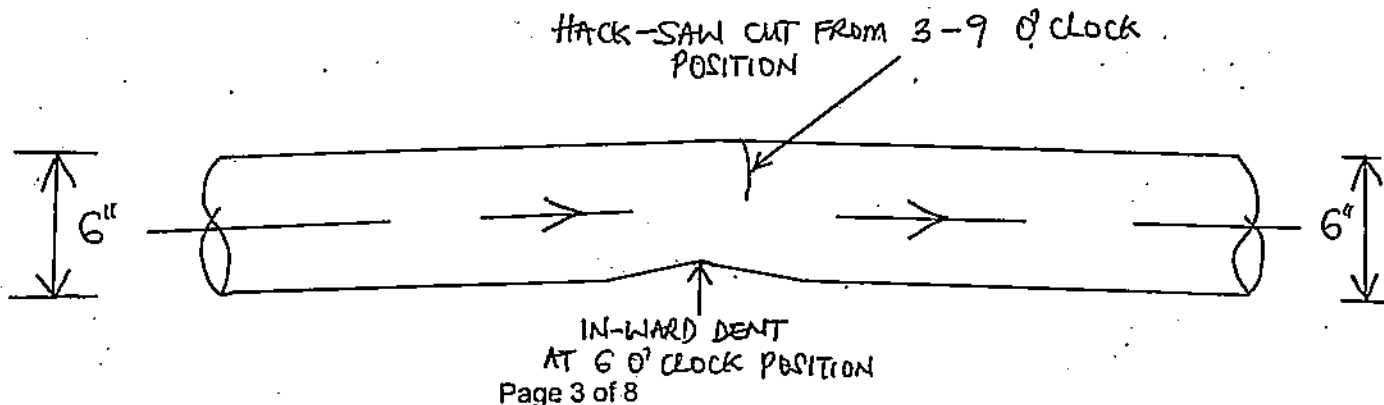 HACK-SAW CUT FROM 3-9 O' CLOCK
POSITION
6"
6"
IN-WARD DENT
AT 6 O' CLOCK POSITION
Page 3 of 8